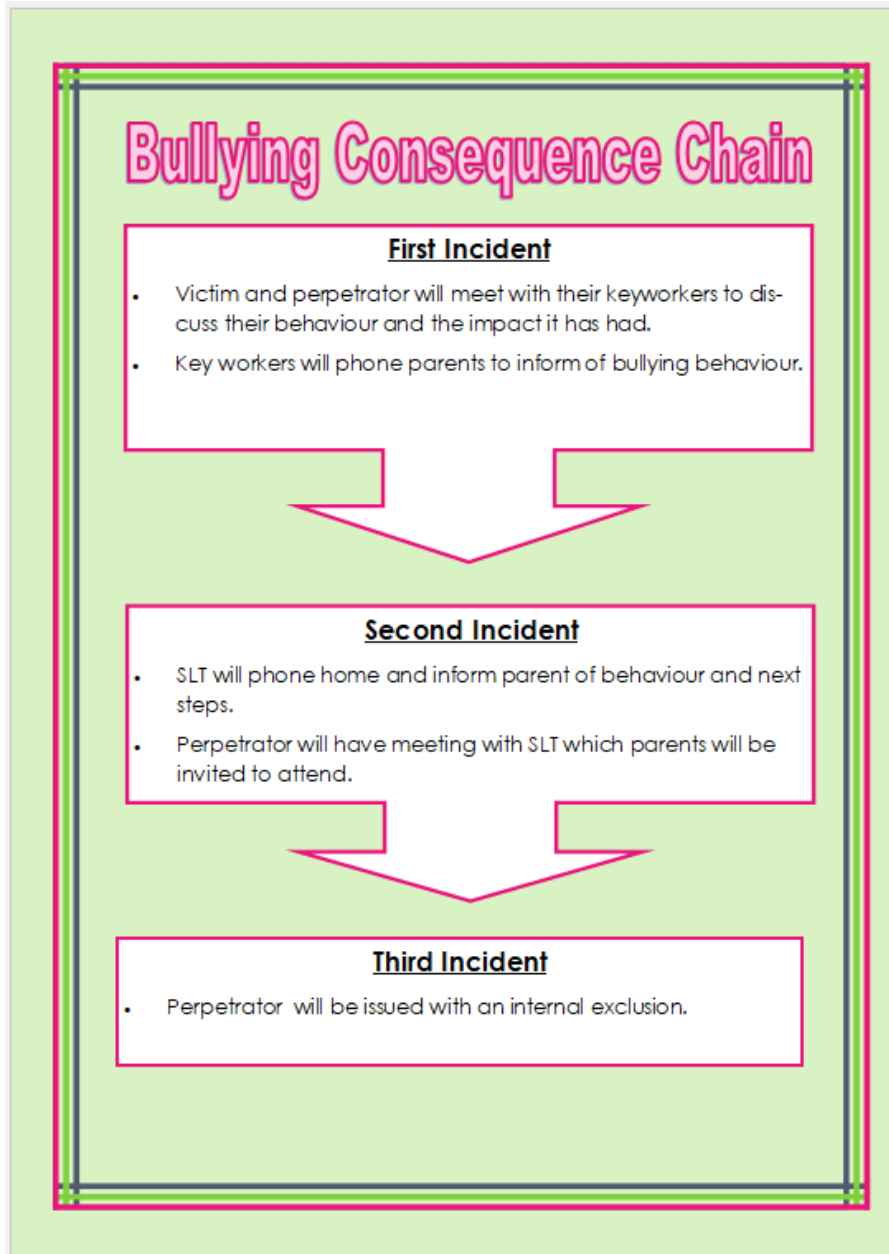 Bullying Consequence Chain
First Incident
• Victim and perpetrator will meet with their keyworkers to dis-
cuss their behaviour and the impact it has had.
• Key workers will phone parents to inform of bullying behaviour.
Second Incident
• SLT will phone home and inform parent of behaviour and next
steps.
• Perpetrator will have meeting with SLT which parents will be
invited to attend.
Third Incident
• Perpetrator will be issued with an internal exclusion.